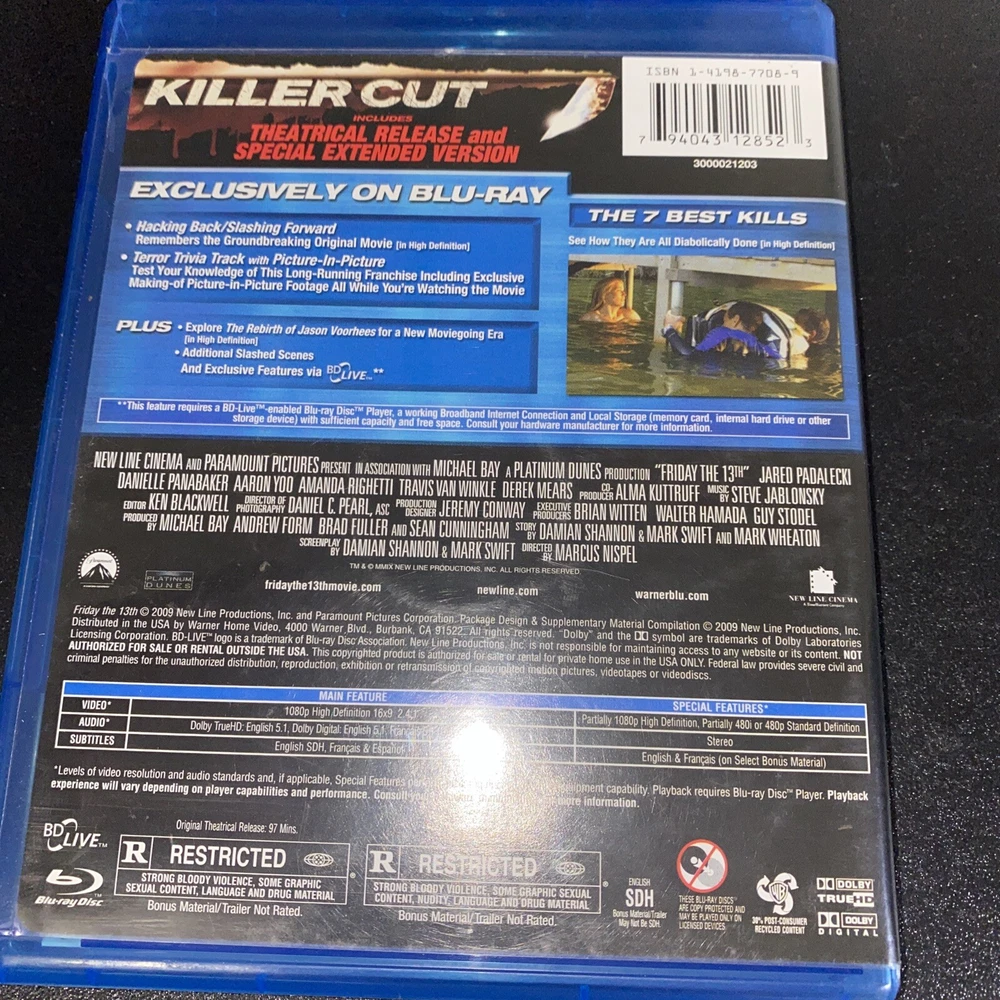 KILLER CUT
INCLUDES
THEATRICAL RELEASE and
SPECIAL EXTENDED VERSION
ISBN 1-4198-7708-9
7 94043 12852 3
3000021203
EXCLUSIVELY ON BLU-RAY
• Hacking Back/Slashing Forward
Remembers the Groundbreaking Original Movie [in High Definition]
• Terror Trivia Track with Picture-In-Picture
Test Your Knowledge of This Long-Running Franchise Including Exclusive
Making-of Picture-in-Picture Footage All While You're Watching the Movie
PLUS • Explore The Rebirth of Jason Voorhees for a New Moviegoing Era
[in High Definition]
• Additional Slashed Scenes
And Exclusive Features via BD LIVE™ **
THE 7 BEST KILLS
See How They Are All Diabolically Done [in High Definition]
**This feature requires a BD-Live™-enabled Blu-ray Disc™ Player, a working Broadband Internet Connection and Local Storage (memory card, internal hard drive or other
storage device) with sufficient capacity and free space. Consult your hardware manufacturer for more information.
NEW LINE CINEMA AND PARAMOUNT PICTURES PRESENT IN ASSOCIATION WITH MICHAEL BAY A PLATINUM DUNES PRODUCTION "FRIDAY THE 13TH" JARED PADALECKI
DANIELLE PANABAKER AARON YOO AMANDA RIGHETTI TRAVIS VAN WINKLE DEREK MEARS CO-PRODUCER ALMA KUTTRUFF MUSIC BY STEVE JABLONSKY
EDITOR KEN BLACKWELL DIRECTOR OF PHOTOGRAPHY DANIEL C. PEARL, ASC PRODUCTION DESIGNER JEREMY CONWAY EXECUTIVE PRODUCERS BRIAN WITTEN WALTER HAMADA GUY STODEL
PRODUCED BY MICHAEL BAY ANDREW FORM BRAD FULLER AND SEAN CUNNINGHAM STORY BY DAMIAN SHANNON & MARK SWIFT AND MARK WHEATON
SCREENPLAY BY DAMIAN SHANNON & MARK SWIFT DIRECTED BY MARCUS NISPEL
TM & © MMIX NEW LINE PRODUCTIONS, INC. ALL RIGHTS RESERVED.
Paramount
PLATINUM
DUNES
fridaythe13thmovie.com
newline.com
warnerblu.com
NEW LINE CINEMA
Friday the 13th © 2009 New Line Productions, Inc. and Paramount Pictures Corporation. Package Design & Supplementary Material Compilation © 2009 New Line Productions, Inc.
Distributed in the USA by Warner Home Video, 4000 Warner Blvd., Burbank, CA 91522. All rights reserved. "Dolby" and the DD symbol are trademarks of Dolby Laboratories
Licensing Corporation. BD-LIVE™ logo is a trademark of Blu-ray Disc Association. New Line Productions, Inc. is not responsible for maintaining access to any website or its content. NOT
AUTHORIZED FOR SALE OR RENTAL OUTSIDE THE USA. This copyrighted product is authorized for sale or rental for private home use in the USA ONLY. Federal law provides severe civil and
criminal penalties for the unauthorized distribution, reproduction, exhibition or retransmission of copyrighted motion pictures, videotapes or videodiscs.
MAIN FEATURE
SPECIAL FEATURES*
VIDEO*
1080p High Definition 16x9 2.4:1
Partially 1080p High Definition, Partially 480i or 480p Standard Definition
AUDIO*
Dolby TrueHD: English 5.1, Dolby Digital: English 5.1,
Stereo
SUBTITLES
English SDH, Français & Español
English & Français (on Select Bonus Material)
*Levels of video resolution and audio standards and, if applicable, Special Features equipment capability. Playback requires Blu-ray Disc™ Player. Playback
experience will vary depending on player capabilities and performance. Consult more information.
BD LIVE™
Original Theatrical Release: 97 Mins.
R RESTRICTED
STRONG BLOODY VIOLENCE, SOME GRAPHIC
SEXUAL CONTENT, LANGUAGE AND DRUG MATERIAL
Bonus Material/Trailer Not Rated.
R RESTRICTED
STRONG BLOODY VIOLENCE, SOME GRAPHIC SEXUAL
CONTENT, NUDITY, LANGUAGE AND DRUG MATERIAL
Bonus Material/Trailer Not Rated.
Blu-ray Disc
ENGLISH
SDH
Bonus Material/Trailer
May Not Be SDH.
THESE BLU-RAY DISCS™
ARE COPY PROTECTED AND
MAY BE PLAYED ONLY ON
LICENSED DEVICES.
30% POST-CONSUMER
RECYCLED CONTENT
DOLBY
TRUEHD
DOLBY
DIGITAL